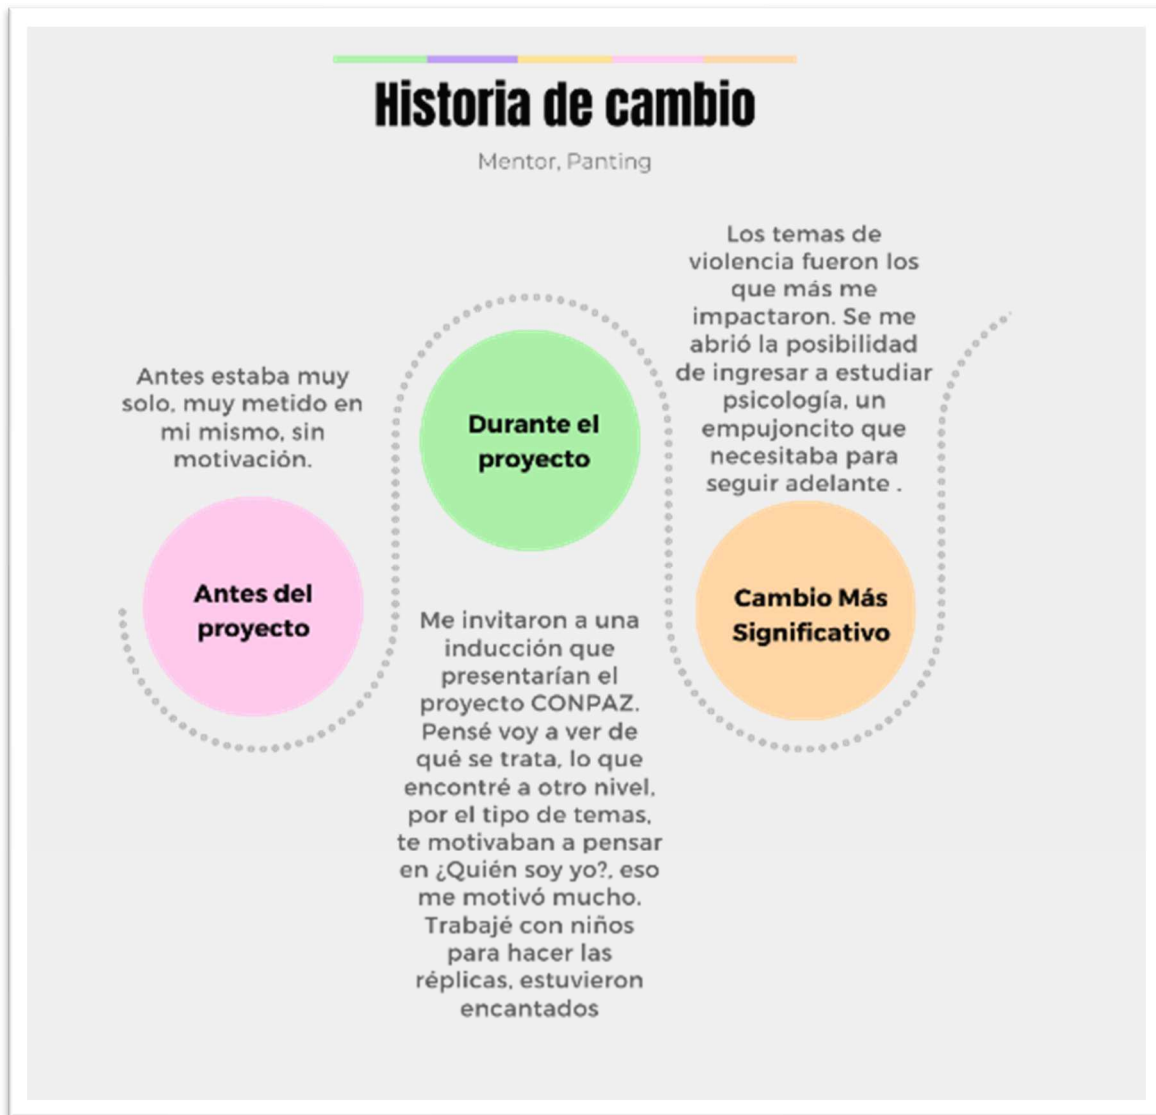 Historia de cambio
Mentor, Panting
Antes estaba muy
solo, muy metido en
mi mismo, sin
motivación.
Antes del
proyecto
Durante el
proyecto
Me invitaron a una
inducción que
presentarían el
proyecto CONPAZ.
Pensé voy a ver de
qué se trata, lo que
encontré a otro nivel,
por el tipo de temas,
te motivaban a pensar
en ¿Quién soy yo?, eso
me motivó mucho.
Trabajé con niños
para hacer las
réplicas, estuvieron
encantados
Los temas de
violencia fueron los
que más me
impactaron. Se me
abrió la posibilidad
de ingresar a estudiar
psicología, un
empujoncito que
necesitaba para
seguir adelante .
Cambio Más
Significativo